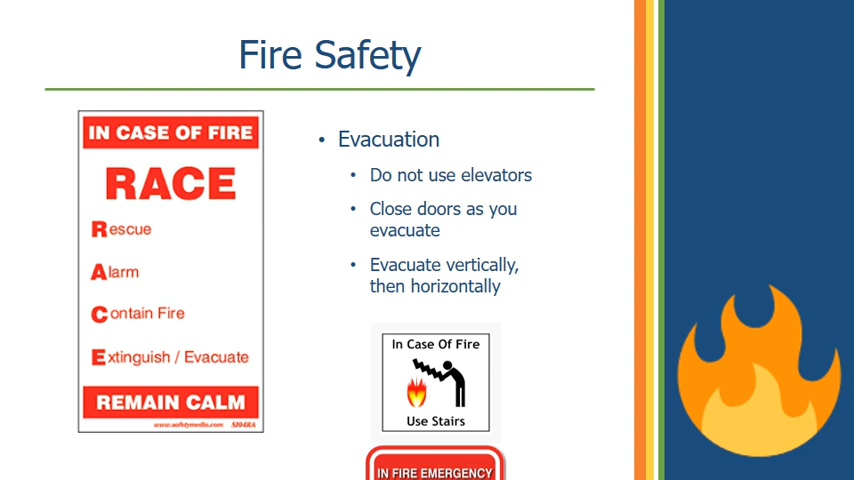 Fire Safety
IN CASE OF FIRE
RACE
Rescue
Alarm
Contain Fire
Extinguish / Evacuate
REMAIN CALM
www.safetymedia.com SI04RA
• Evacuation
• Do not use elevators
• Close doors as you
evacuate
• Evacuate vertically,
then horizontally
In Case Of Fire
Use Stairs
IN FIRE EMERGENCY